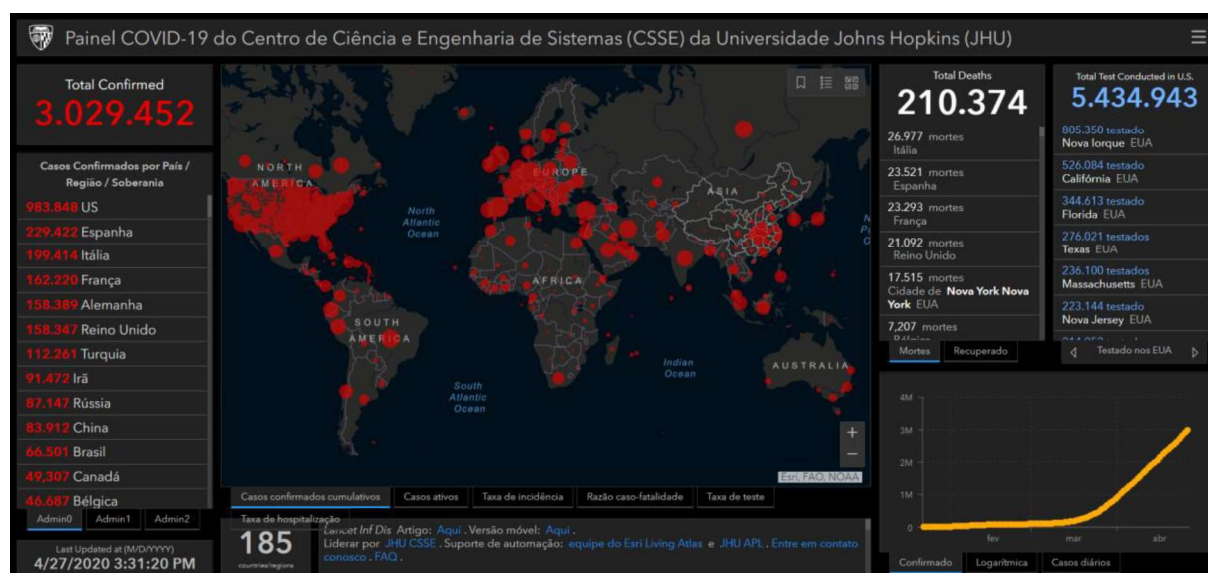 Painel COVID-19 do Centro de Ciência e Engenharia de Sistemas (CSSE) da Universidade Johns Hopkins (JHU)
Total Confirmed
3.029.452
Casos Confirmados por País /
Região / Soberania
983.848 US
229.422 Espanha
199.414 Itália
162.220 França
158.389 Alemanha
158.347 Reino Unido
112.261 Turquia
91.472 Irã
87.147 Rússia
83.912 China
66.501 Brasil
49,307 Canadá
46.687 Bélgica
Admin0 Admin1 Admin2
Last Updated at (M/D/YYYY)
4/27/2020 3:31:20 PM
NORTH
AMERICA
North
Atlantic
Ocean
EUROPE
ASIA
AFRICA
SOUTH
AMERICA
South
Atlantic
Ocean
Indian
Ocean
AUSTRALIA
+
−
Esri, FAO, NOAA
Casos confirmados cumulativos Casos ativos Taxa de incidência Razão caso-fatalidade Taxa de teste
Taxa de hospitalização
185
countries/regions
Lancet Inf Dis Artigo: Aqui . Versão móvel: Aqui .
Liderar por JHU CSSE . Suporte de automação: equipe do Esri Living Atlas e JHU APL . Entre em contato
conosco . FAQ .
Total Deaths
210.374
26.977 mortes
Itália
23.521 mortes
Espanha
23.293 mortes
França
21.092 mortes
Reino Unido
17.515 mortes
Cidade de Nova York Nova
York EUA
7,207 mortes
Bélgica
Mortes Recuperado
Total Test Conducted in U.S.
5.434.943
805.350 testado
Nova Iorque EUA
526.084 testado
Califórnia EUA
344.613 testado
Florida EUA
276.021 testados
Texas EUA
236.100 testados
Massachusetts EUA
223.144 testado
Nova Jersey EUA
Testado nos EUA
4M
3M
2M
1M
0
fev mar abr
Confirmado Logarítmica Casos diários